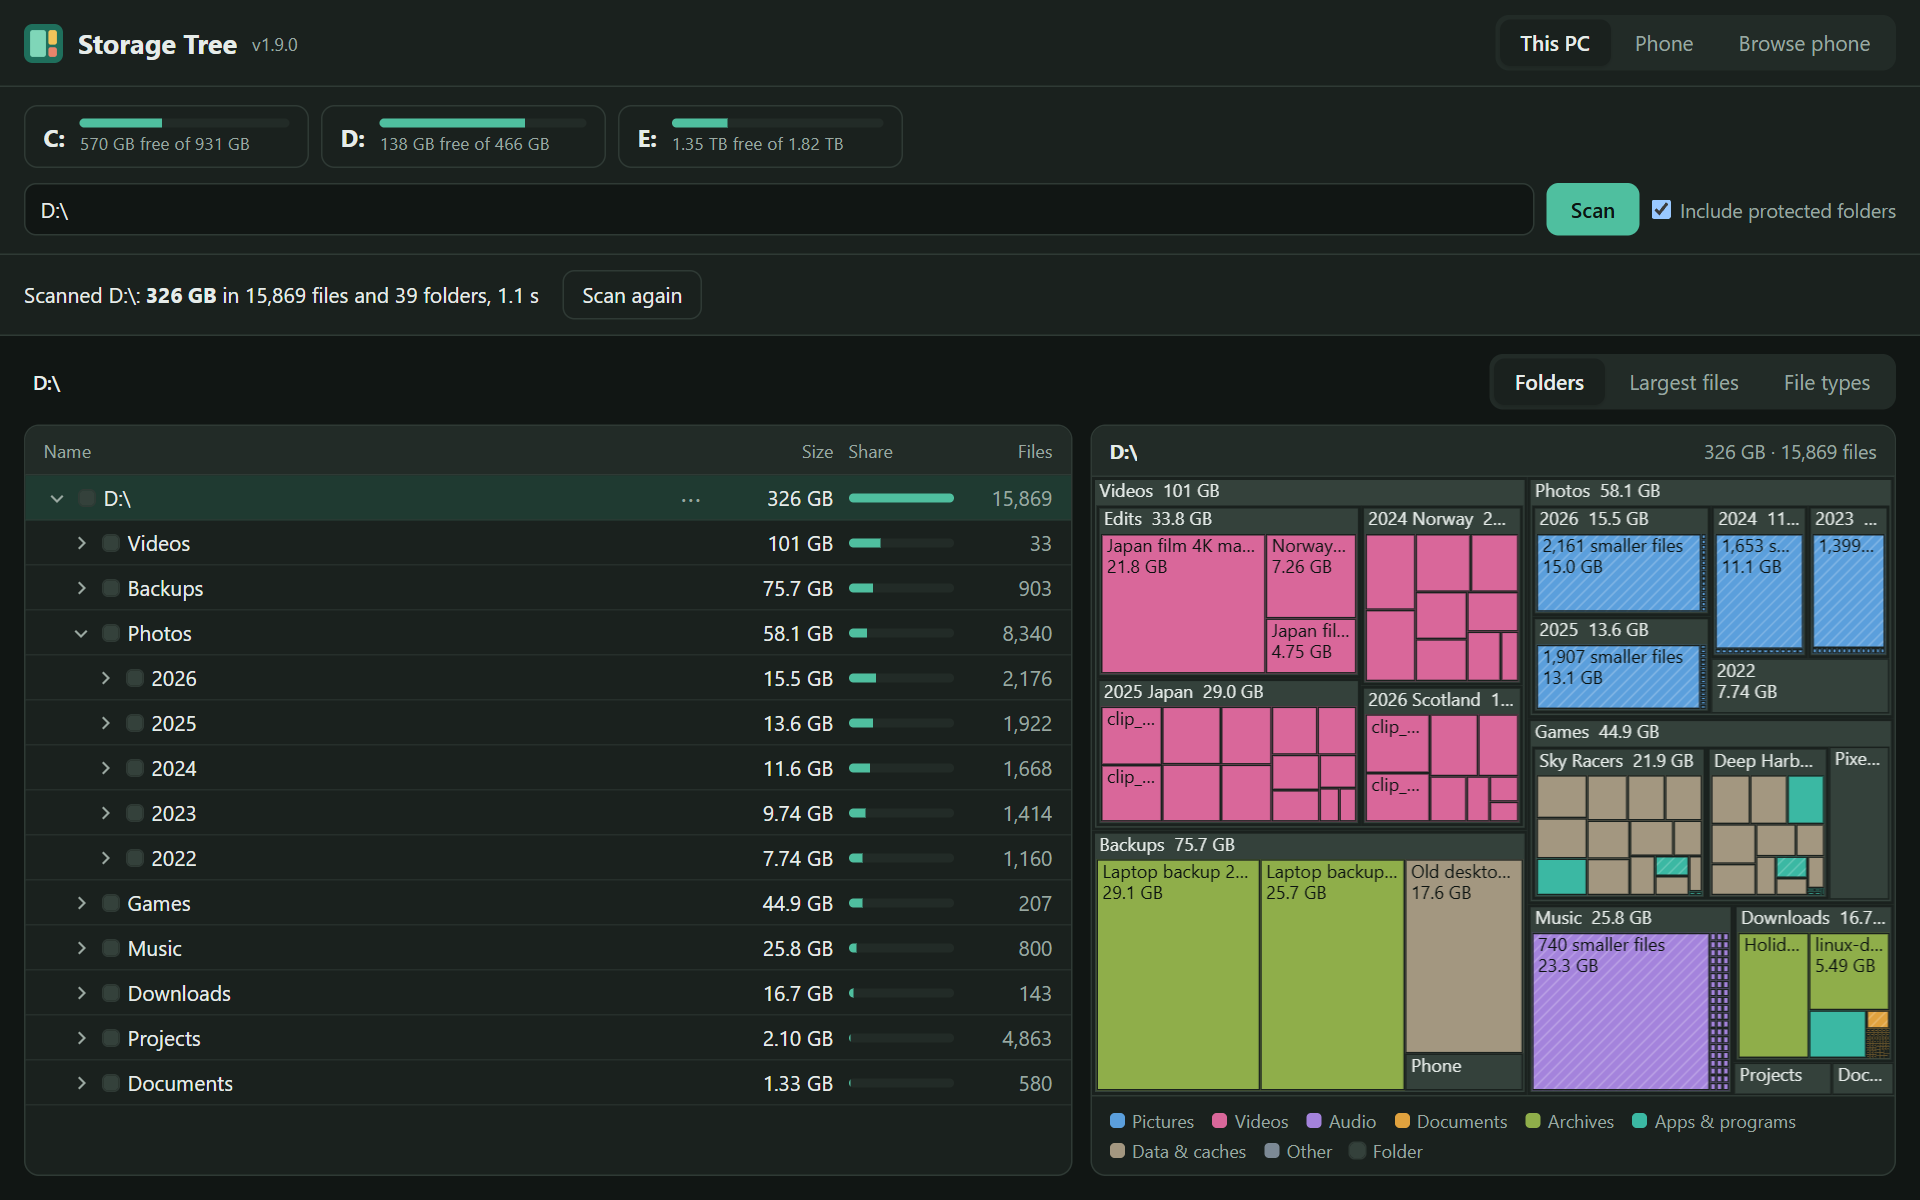 Storage Tree v1.9.0
This PC Phone Browse phone
C: 570 GB free of 931 GB
D: 138 GB free of 466 GB
E: 1.35 TB free of 1.82 TB
D:\
Scan
Include protected folders
Scanned D:\: 326 GB in 15,869 files and 39 folders, 1.1 s
Scan again
D:\
Folders Largest files File types
Name Size Share Files
D:\ ... 326 GB 15,869
Videos 101 GB 33
Backups 75.7 GB 903
Photos 58.1 GB 8,340
2026 15.5 GB 2,176
2025 13.6 GB 1,922
2024 11.6 GB 1,668
2023 9.74 GB 1,414
2022 7.74 GB 1,160
Games 44.9 GB 207
Music 25.8 GB 800
Downloads 16.7 GB 143
Projects 2.10 GB 4,863
Documents 1.33 GB 580
D:\ 326 GB · 15,869 files
Videos 101 GB
Edits 33.8 GB
Japan film 4K ma...
21.8 GB
Norway...
7.26 GB
Japan fil...
4.75 GB
2024 Norway 2...
2025 Japan 29.0 GB
clip_...
clip_...
2026 Scotland 1...
clip_...
clip_...
Backups 75.7 GB
Laptop backup 2...
29.1 GB
Laptop backup...
25.7 GB
Old deskto...
17.6 GB
Phone
Photos 58.1 GB
2026 15.5 GB
2,161 smaller files
15.0 GB
2024 11...
1,653 s...
11.1 GB
2023 ...
1,399...
2025 13.6 GB
1,907 smaller files
13.1 GB
2022
7.74 GB
Games 44.9 GB
Sky Racers 21.9 GB
Deep Harb...
Pixe...
Music 25.8 GB
740 smaller files
23.3 GB
Downloads 16.7...
Holid...
linux-d...
5.49 GB
Projects
Doc...
Pictures Videos Audio Documents Archives Apps & programs
Data & caches Other Folder